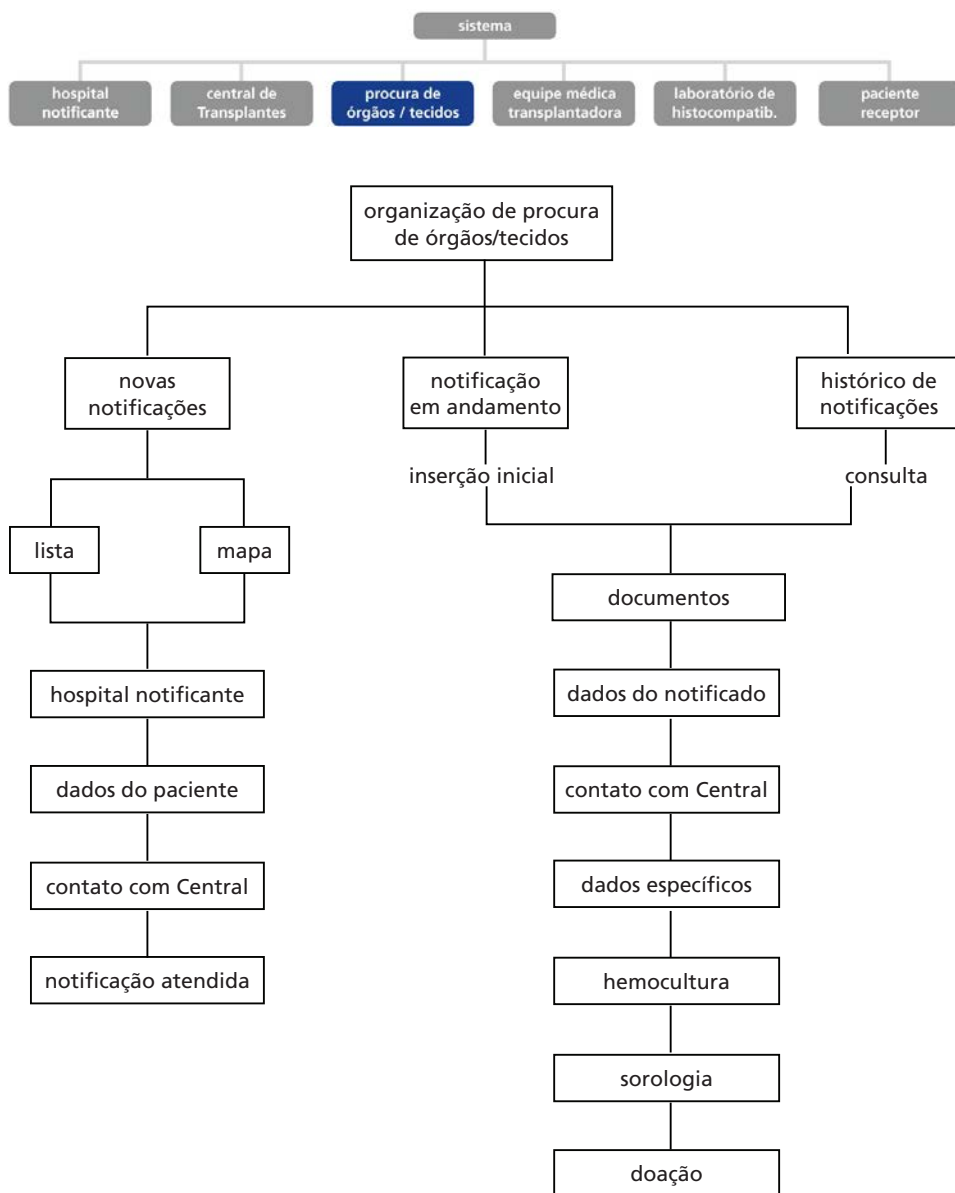 sistema
hospital
notificante
central de
Transplantes
procura de
órgãos / tecidos
equipe médica
transplantadora
laboratório de
histocompatib.
paciente
receptor
organização de procura
de órgãos/tecidos
novas
notificações
notificação
em andamento
histórico de
notificações
inserção inicial
consulta
lista
mapa
documentos
hospital notificante
dados do notificado
dados do paciente
contato com Central
contato com Central
dados específicos
notificação atendida
hemocultura
sorologia
doação